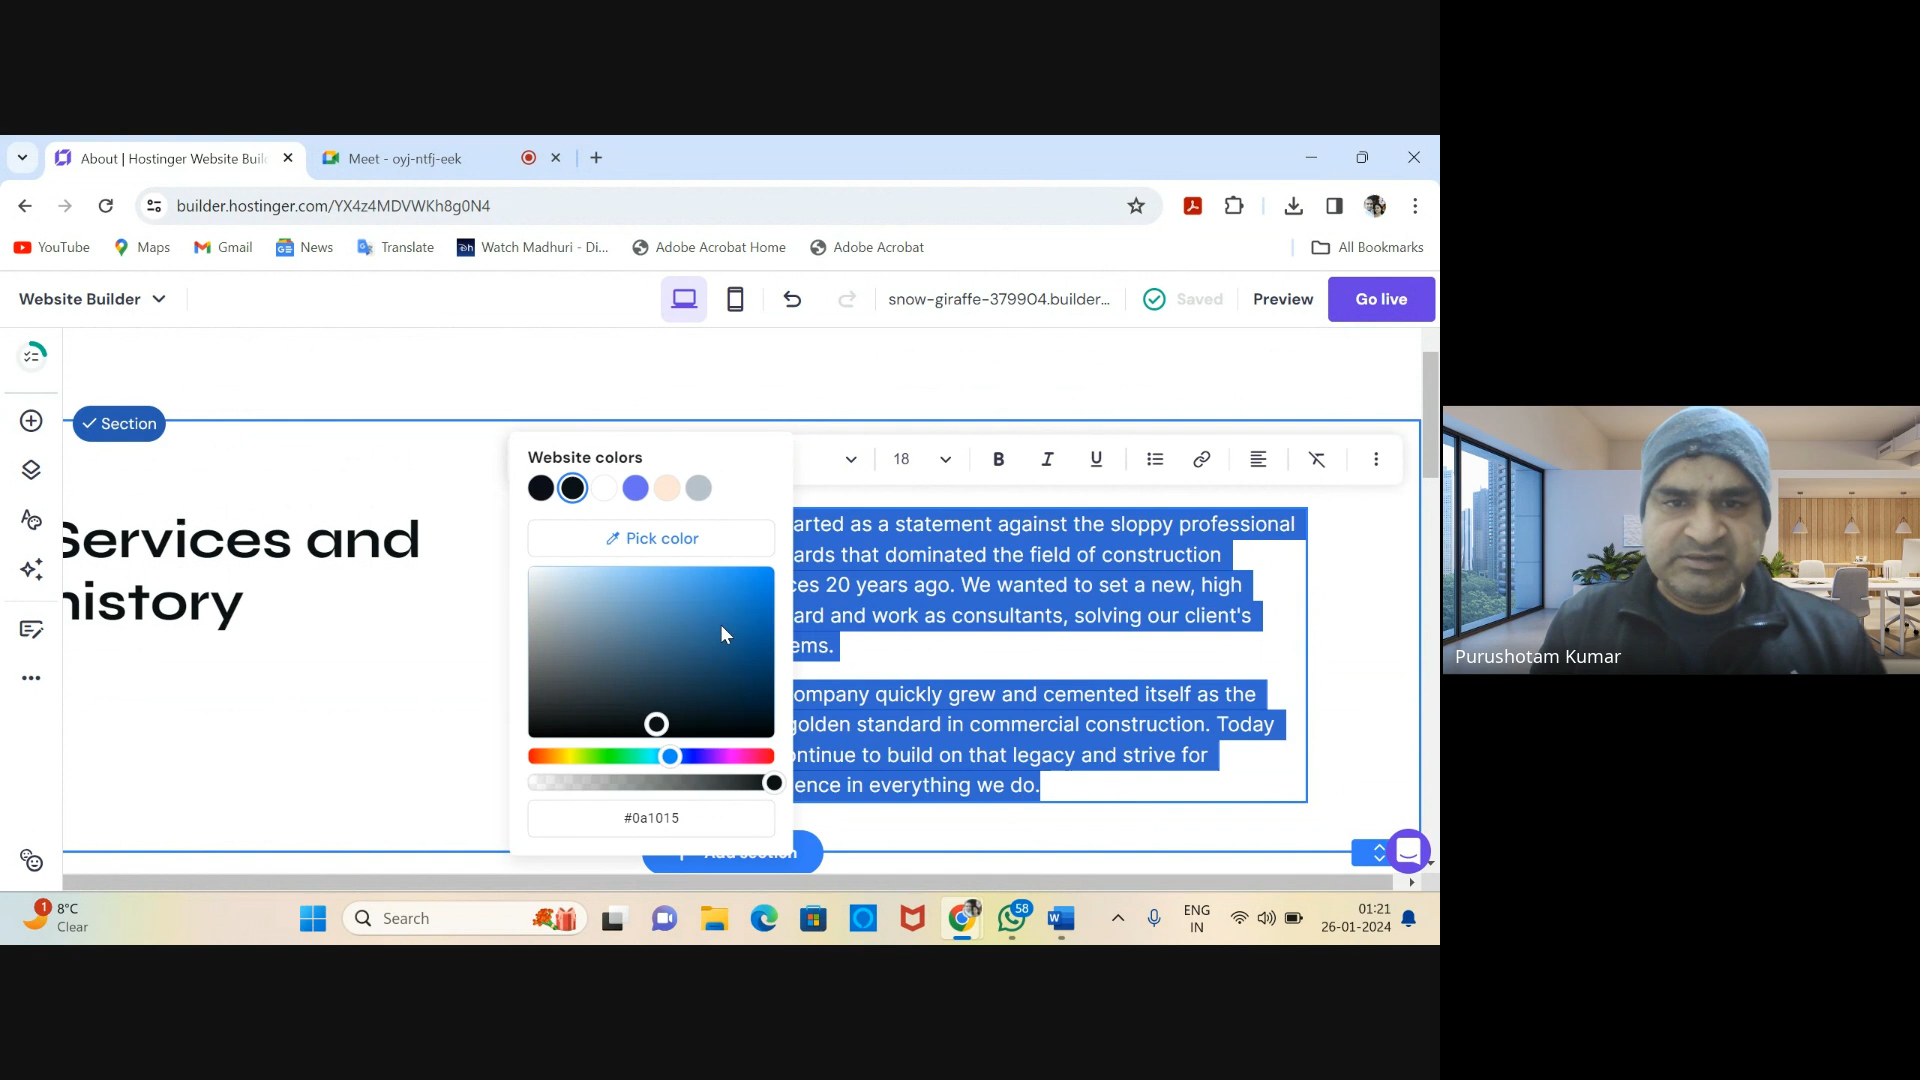 About | Hostinger Website Buil
Meet - oyj-ntfj-eek
builder.hostinger.com/YX4z4MDVWKh8g0N4
YouTube
Maps
Gmail
News
Translate
Watch Madhuri - Di...
Adobe Acrobat Home
Adobe Acrobat
All Bookmarks
Website Builder
snow-giraffe-379904.builder...
Saved
Preview
Go live
Section
Website colors
18
B
I
U
Pick color
Services and
history
arted as a statement against the sloppy professional
ards that dominated the field of construction
ces 20 years ago. We wanted to set a new, high
ard and work as consultants, solving our client's
ems.
ompany quickly grew and cemented itself as the
golden standard in commercial construction. Today
ontinue to build on that legacy and strive for
ence in everything we do.
#0a1015
Add section
Purushotam Kumar
1
8°C
Clear
Search
58
ENG
IN
01:21
26-01-2024